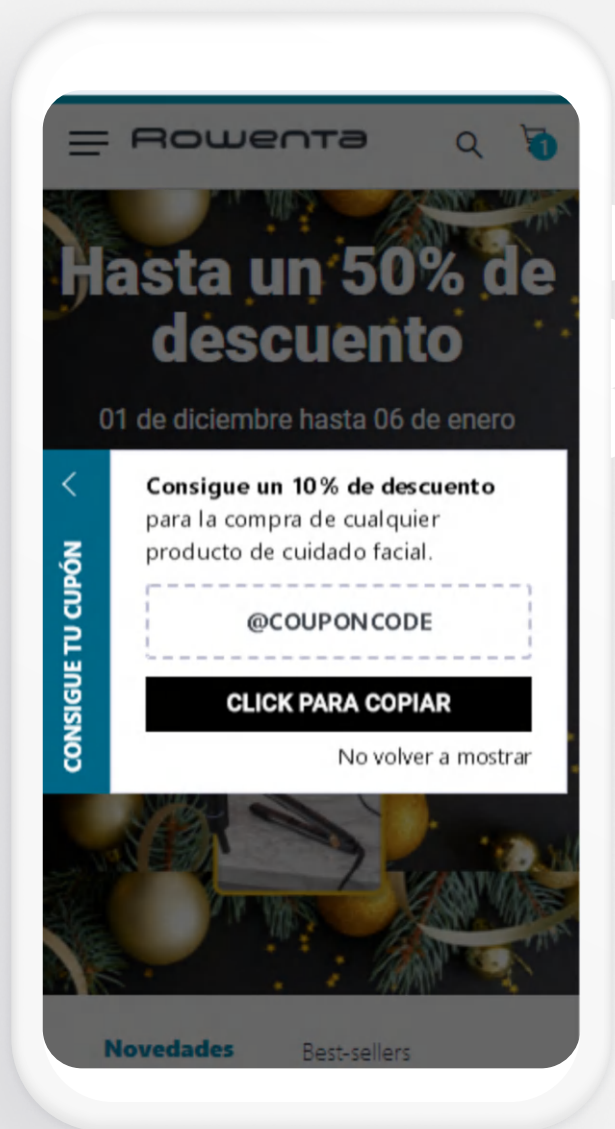 Rowenta
1
Hasta un 50% de
descuento
01 de diciembre hasta 06 de enero
CONSIGUE TU CUPÓN
Consigue un 10% de descuento
para la compra de cualquier
producto de cuidado facial.
@COUPONCODE
CLICK PARA COPIAR
No volver a mostrar
Novedades
Best-sellers